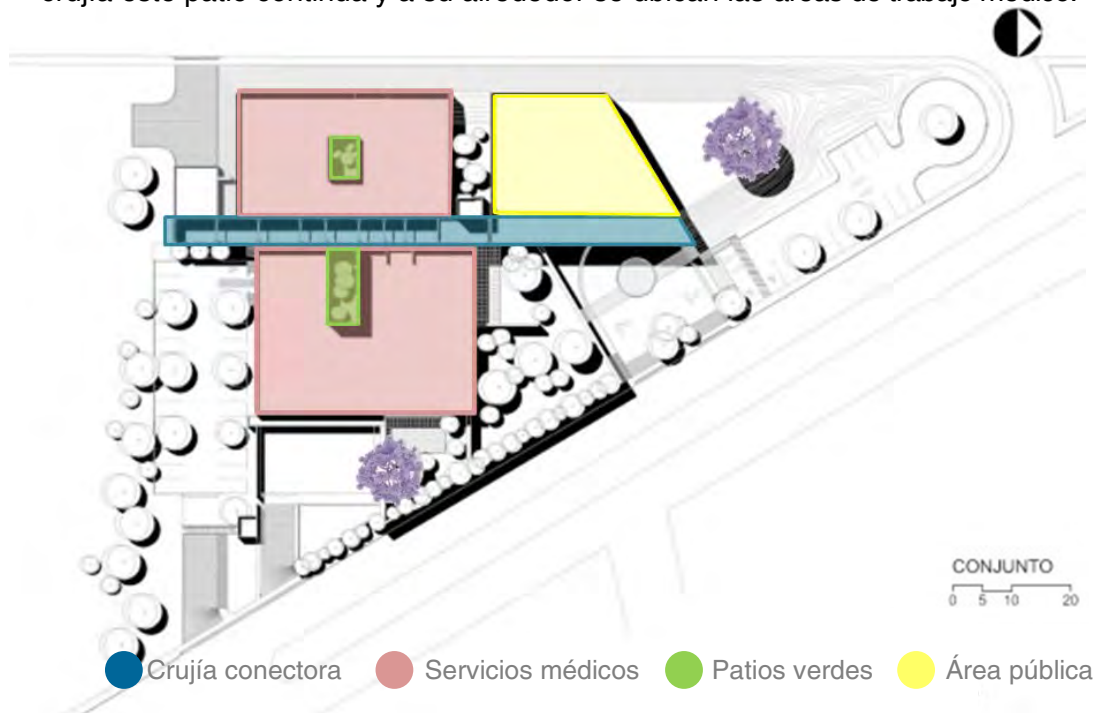 crujía este patio continúa y a su alrededor se ubican las áreas de trabajo médico.
CONJUNTO
0 5 10 20
Crujía conectora Servicios médicos Patios verdes Área pública